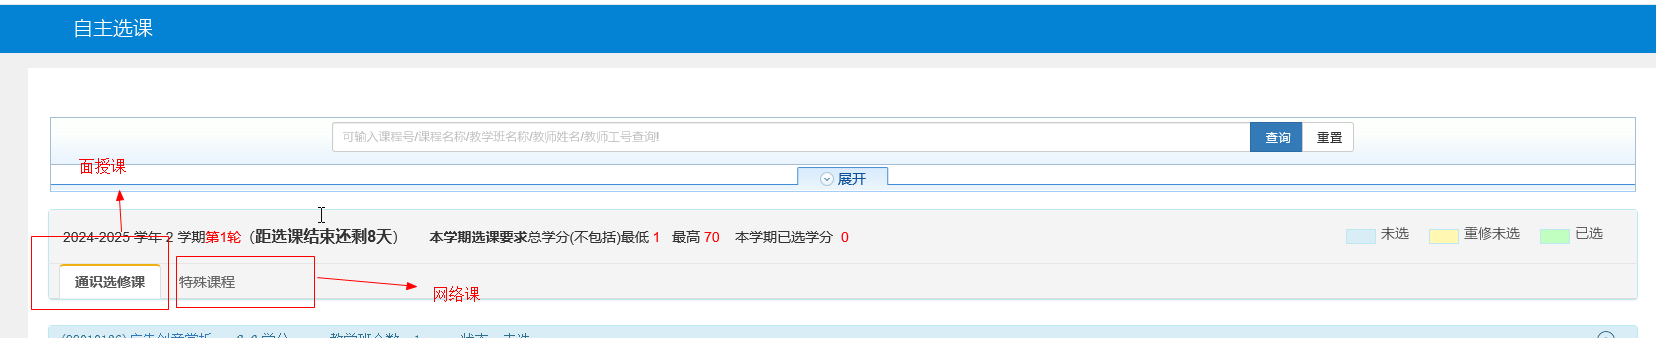 自主选课
可输入课程号/课程名称/教学班名称/教师姓名/教师工号查询!
查询
重置
面授课
展开
2024-2025 学年 2 学期第1轮（距选课结束还剩8天） 本学期选课要求总学分(不包括)最低 1 最高 70 本学期已选学分 0
未选 重修未选 已选
通识选修课
特殊课程
网络课